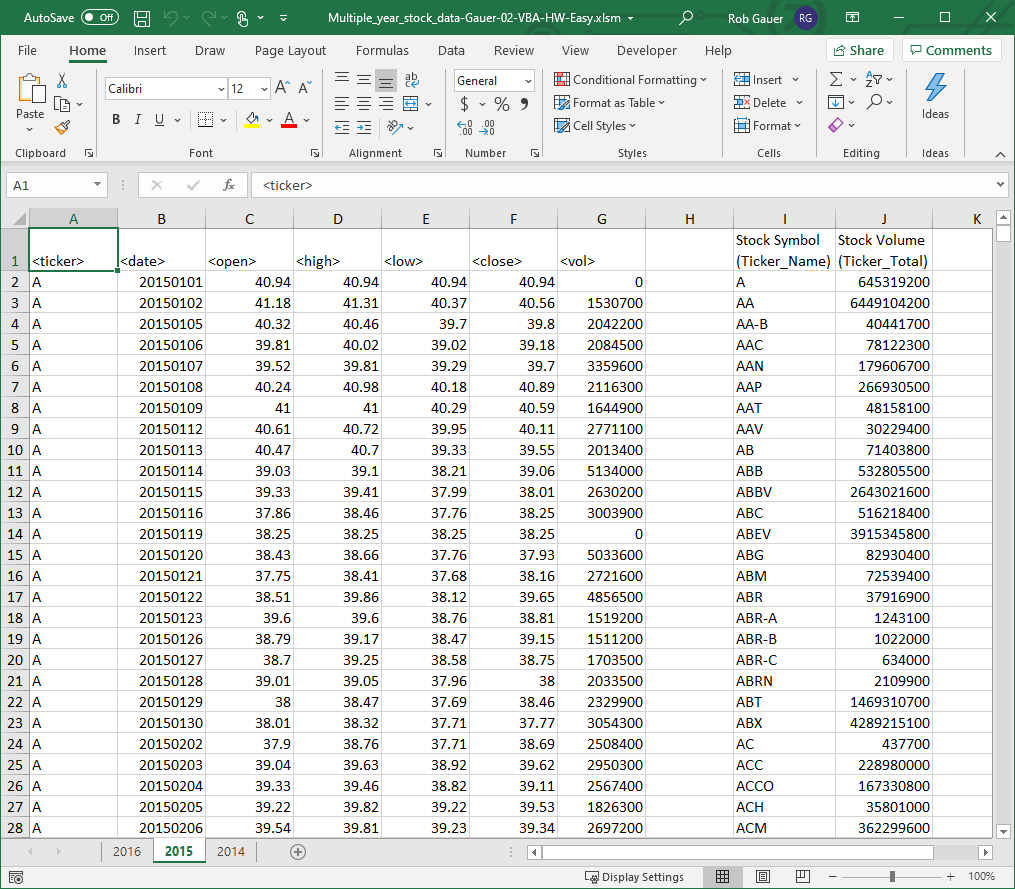 AutoSave Off Multiple_year_stock_data-Gauer-02-VBA-HW-Easy.xlsm Rob Gauer RG
File Home Insert Draw Page Layout Formulas Data Review View Developer Help Share Comments
Paste Calibri 12 General Conditional Formatting Insert
B I U $ % Format as Table Delete Ideas
Cell Styles Format
Clipboard Font Alignment Number Styles Cells Editing Ideas
A1 fx <ticker>
A B C D E F G H I J K
1 <ticker> <date> <open> <high> <low> <close> <vol> Stock Symbol (Ticker_Name) Stock Volume (Ticker_Total)
2 A 20150101 40.94 40.94 40.94 40.94 0 A 645319200
3 A 20150102 41.18 41.31 40.37 40.56 1530700 AA 6449104200
4 A 20150105 40.32 40.46 39.7 39.8 2042200 AA-B 40441700
5 A 20150106 39.81 40.02 39.02 39.18 2084500 AAC 78122300
6 A 20150107 39.52 39.81 39.29 39.7 3359600 AAN 179606700
7 A 20150108 40.24 40.98 40.18 40.89 2116300 AAP 266930500
8 A 20150109 41 41 40.29 40.59 1644900 AAT 48158100
9 A 20150112 40.61 40.72 39.95 40.11 2771100 AAV 30229400
10 A 20150113 40.47 40.7 39.33 39.55 2013400 AB 71403800
11 A 20150114 39.03 39.1 38.21 39.06 5134000 ABB 532805500
12 A 20150115 39.33 39.41 37.99 38.01 2630200 ABBV 2643021600
13 A 20150116 37.86 38.46 37.76 38.25 3003900 ABC 516218400
14 A 20150119 38.25 38.25 38.25 38.25 0 ABEV 3915345800
15 A 20150120 38.43 38.66 37.76 37.93 5033600 ABG 82930400
16 A 20150121 37.75 38.41 37.68 38.16 2721600 ABM 72539400
17 A 20150122 38.51 39.86 38.12 39.65 4856500 ABR 37916900
18 A 20150123 39.6 39.6 38.76 38.81 1519200 ABR-A 1243100
19 A 20150126 38.79 39.17 38.47 39.15 1511200 ABR-B 1022000
20 A 20150127 38.7 39.25 38.58 38.75 1703500 ABR-C 634000
21 A 20150128 39.01 39.05 37.96 38 2033500 ABRN 2109900
22 A 20150129 38 38.47 37.69 38.46 2329900 ABT 1469310700
23 A 20150130 38.01 38.32 37.71 37.77 3054300 ABX 4289215100
24 A 20150202 37.9 38.76 37.71 38.69 2508400 AC 437700
25 A 20150203 39.04 39.63 38.92 39.62 2950300 ACC 228980000
26 A 20150204 39.33 39.46 38.82 39.11 2567400 ACCO 167330800
27 A 20150205 39.22 39.82 39.22 39.53 1826300 ACH 35801000
28 A 20150206 39.54 39.81 39.23 39.34 2697200 ACM 362299600
2016 2015 2014
Display Settings 100%